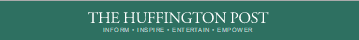 THE HUFFINGTON POST
INFORM • INSPIRE • ENTERTAIN • EMPOWER